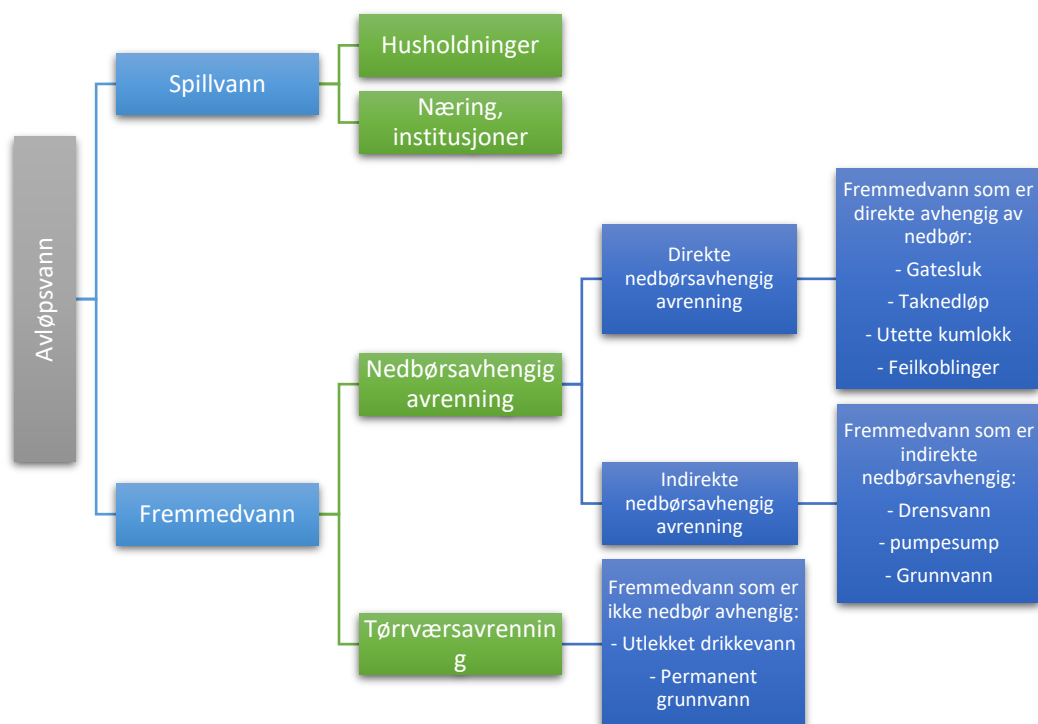 Avløpsvann
Spillvann
Husholdninger
Næring,
institusjoner
Fremmedvann
Nedbørsavhengig
avrenning
Direkte
nedbørsavhengig
avrenning
Fremmedvann som er
direkte avhengig av
nedbør:
- Gatesluk
- Taknedløp
- Utette kumlokk
- Feilkoblinger
Indirekte
nedbørsavhengig
avrenning
Fremmedvann som er
indirekte
nedbørsavhengig:
- Drensvann
- pumpesump
- Grunnvann
Tørrværsavrennin
g
Fremmedvann som er
ikke nedbør avhengig:
- Utlekket drikkevann
- Permanent
grunnvann